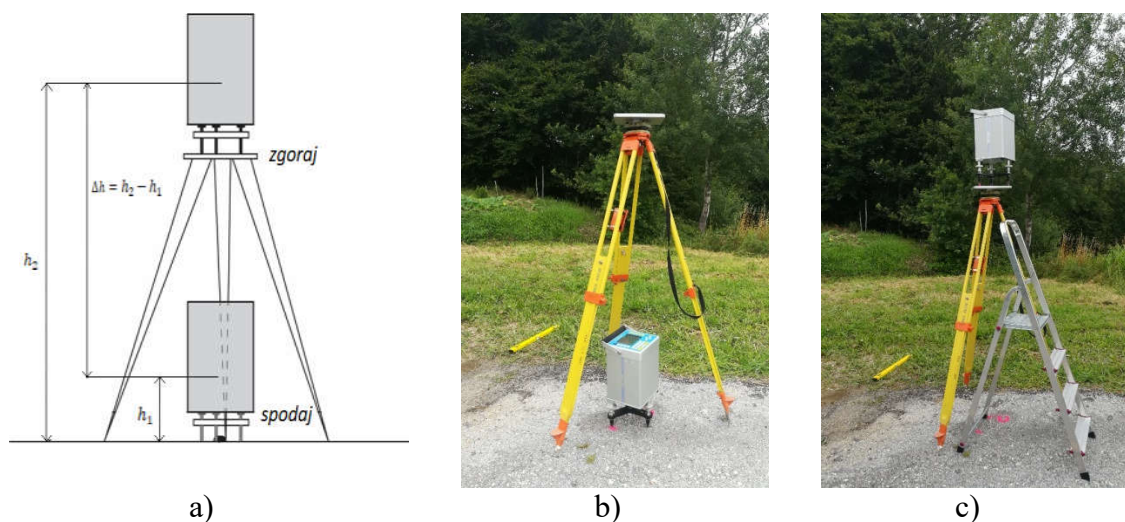 zgoraj
Δh = h₂ − h₁
h₂
h₁
spodaj
a)
b)
c)